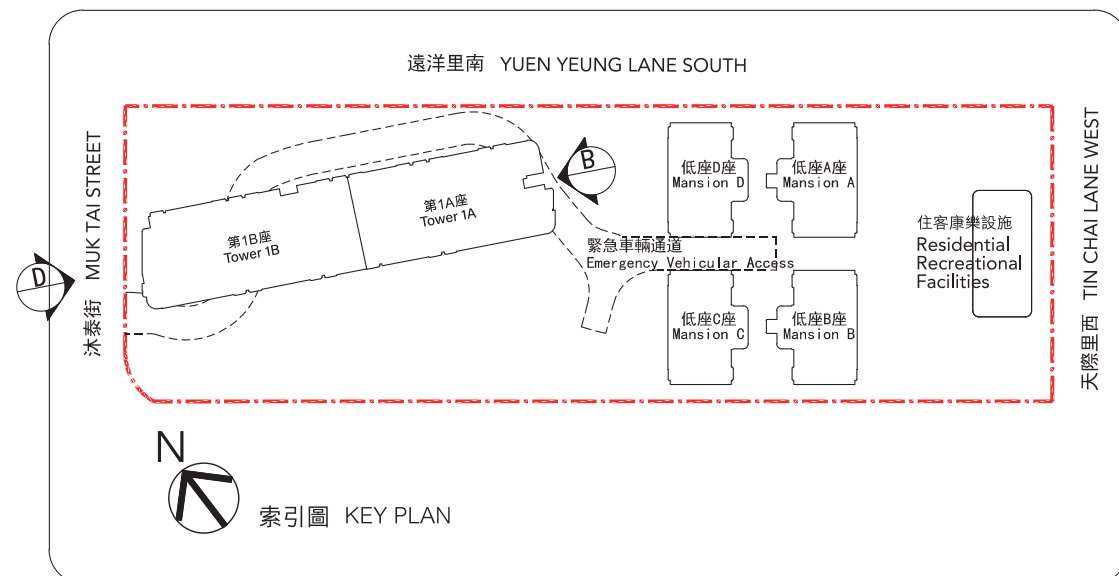 遠洋里南 YUEN YEUNG LANE SOUTH
沐泰街 MUK TAI STREET
天際里西 TIN CHAI LANE WEST
D
B
第1B座
Tower 1B
第1A座
Tower 1A
低座D座
Mansion D
低座A座
Mansion A
緊急車輛通道
Emergency Vehicular Access
低座C座
Mansion C
低座B座
Mansion B
住客康樂設施
Residential
Recreational
Facilities
N
索引圖 KEY PLAN